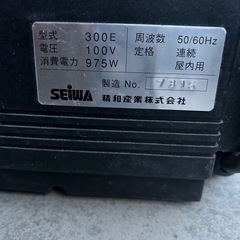 型式 300E 周波数 50/60Hz
電圧 100V 定格 連続
消費電力 975W 屋内用
製造 No.
SEIWA 精和産業株式会社